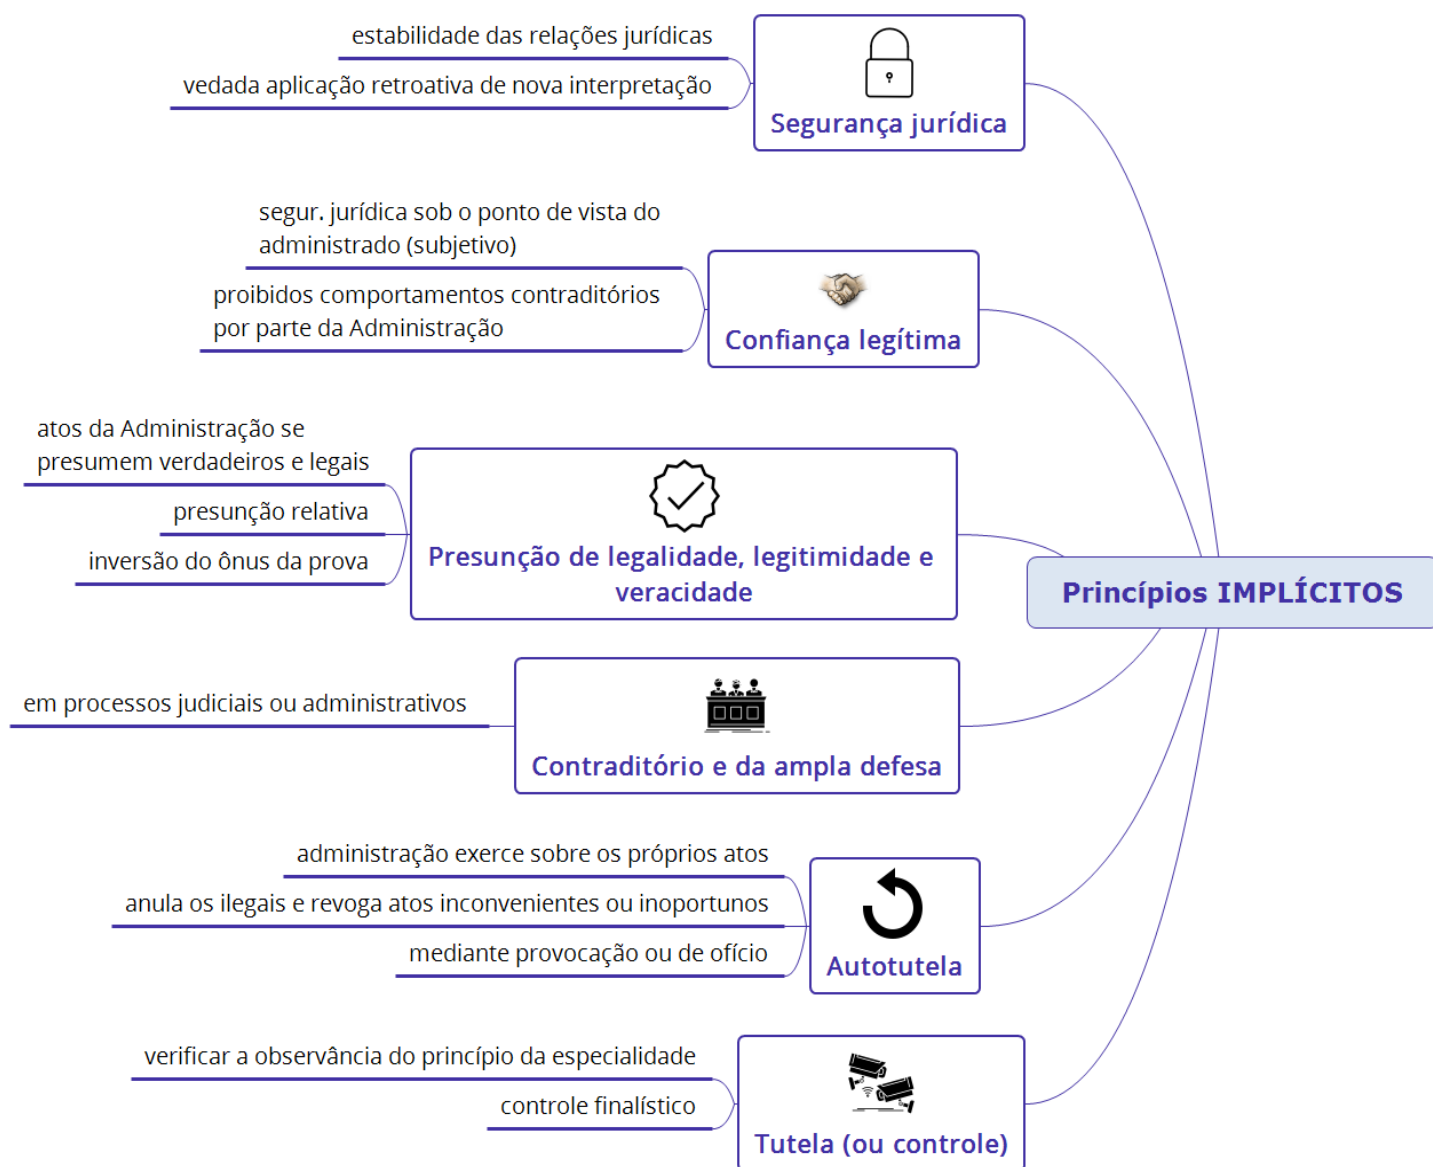 estabilidade das relações jurídicas
vedada aplicação retroativa de nova interpretação
Segurança jurídica
segur. jurídica sob o ponto de vista do
administrado (subjetivo)
proibidos comportamentos contraditórios
por parte da Administração
Confiança legítima
atos da Administração se
presumem verdadeiros e legais
presunção relativa
inversão do ônus da prova
Presunção de legalidade, legitimidade e
veracidade
Princípios IMPLÍCITOS
em processos judiciais ou administrativos
Contraditório e da ampla defesa
administração exerce sobre os próprios atos
anula os ilegais e revoga atos inconvenientes ou inoportunos
mediante provocação ou de ofício
Autotutela
verificar a observância do princípio da especialidade
controle finalístico
Tutela (ou controle)